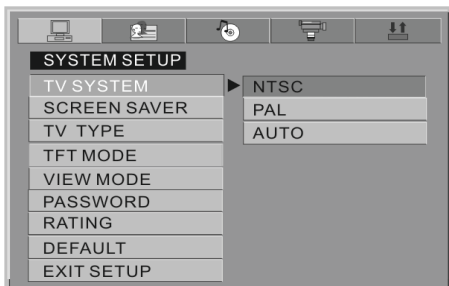 SYSTEM SETUP
TV SYSTEM
SCREEN SAVER
TV TYPE
TFT MODE
VIEW MODE
PASSWORD
RATING
DEFAULT
EXIT SETUP
NTSC
PAL
AUTO